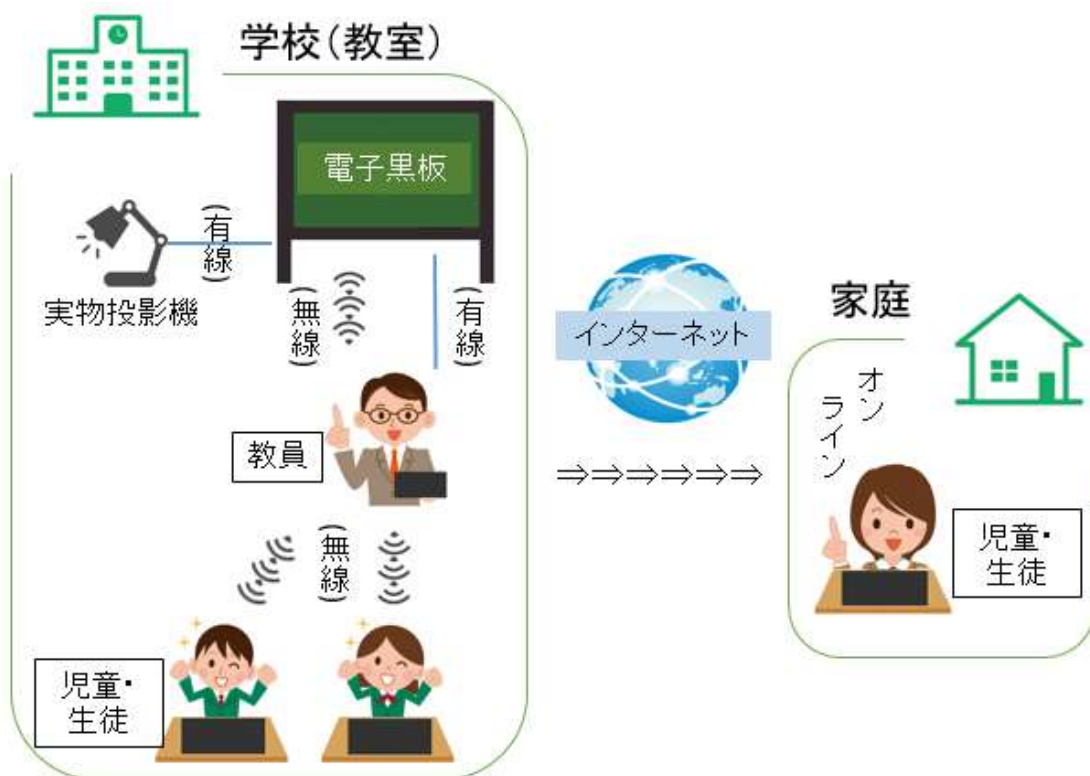 学校(教室)
電子黒板
(有線)
実物投影機
(無線)
(有線)
教員
(無線)
児童・
生徒
インターネット
⇒⇒⇒⇒⇒⇒
家庭
オン
ライン
児童・
生徒